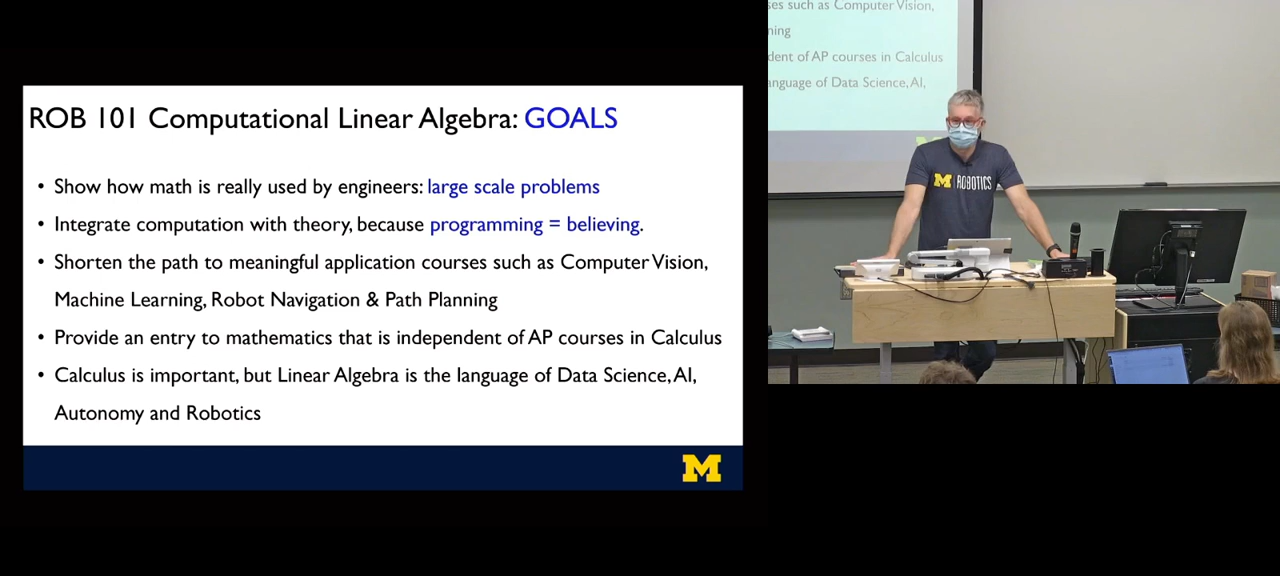 ROB 101 Computational Linear Algebra: GOALS
• Show how math is really used by engineers: large scale problems
• Integrate computation with theory, because programming = believing.
• Shorten the path to meaningful application courses such as Computer Vision,
Machine Learning, Robot Navigation & Path Planning
• Provide an entry to mathematics that is independent of AP courses in Calculus
• Calculus is important, but Linear Algebra is the language of Data Science, AI,
Autonomy and Robotics
M
ses such as Computer Vision,
ning
dent of AP courses in Calculus
anguage of Data Science, AI,
M | ROBOTICS